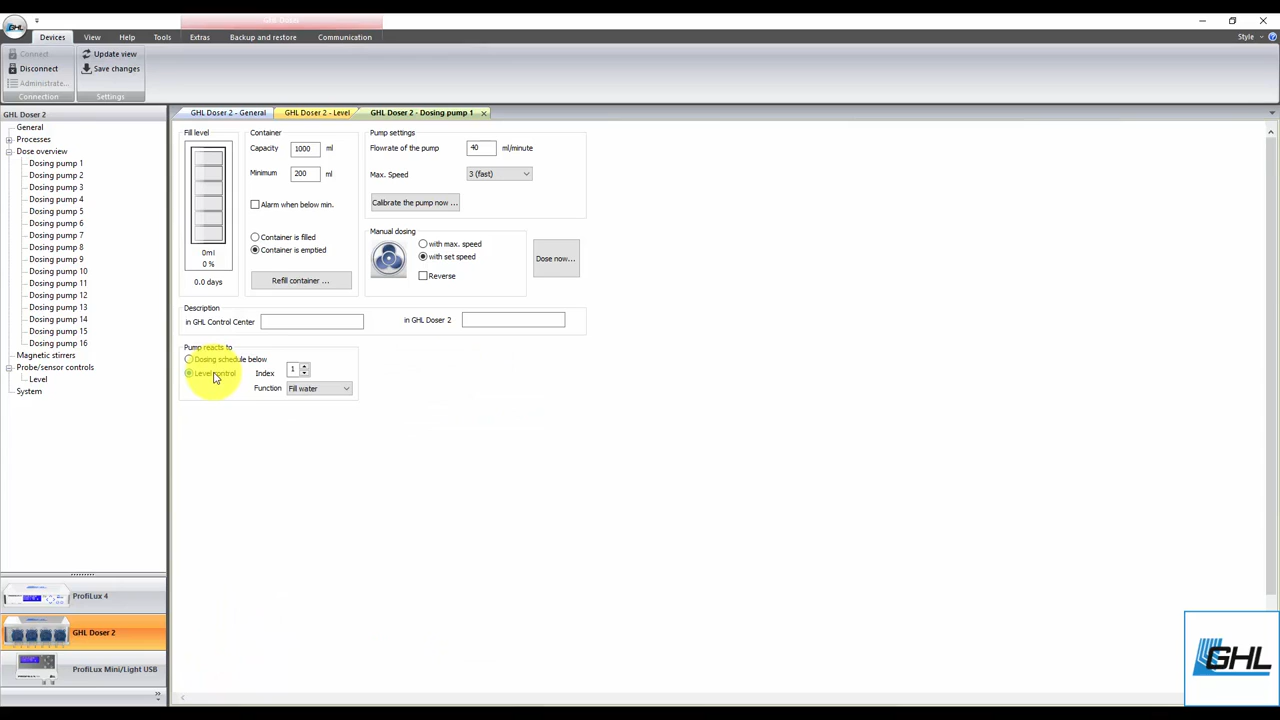 GHL
GHL Doser
Devices View Help Tools Extras Backup and restore Communication Style
Connect
Disconnect
Administrate...
Connection
Update view
Save changes
Settings
GHL Doser 2
General
Processes
Dose overview
Dosing pump 1
Dosing pump 2
Dosing pump 3
Dosing pump 4
Dosing pump 5
Dosing pump 6
Dosing pump 7
Dosing pump 8
Dosing pump 9
Dosing pump 10
Dosing pump 11
Dosing pump 12
Dosing pump 13
Dosing pump 14
Dosing pump 15
Dosing pump 16
Magnetic stirrers
Probe/sensor controls
Level
System
ProfiLux 4
GHL Doser 2
ProfiLux Mini/Light USB
GHL Doser 2 - General GHL Doser 2 - Level GHL Doser 2 - Dosing pump 1
Fill level
0ml
0 %
0.0 days
Container
Capacity 1000 ml
Minimum 200 ml
Alarm when below min.
Container is filled
Container is emptied
Refill container ...
Pump settings
Flowrate of the pump 40 ml/minute
Max. Speed 3 (fast)
Calibrate the pump now ...
Manual dosing
with max. speed
with set speed
Reverse
Dose now...
Description
in GHL Control Center in GHL Doser 2
Pump reacts to
Dosing schedule below
Level control Index 1
Function Fill water
GHL